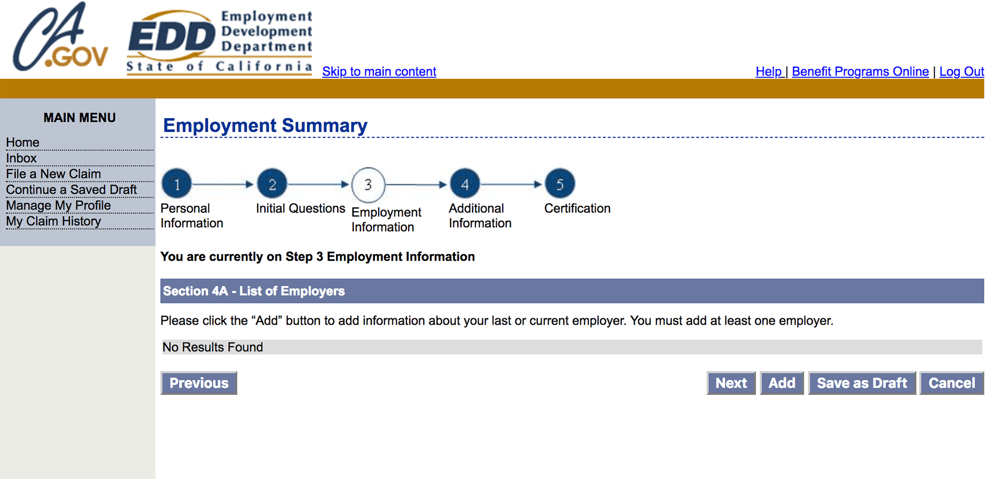 CA.GOV
EDD
Employment
Development
Department
State of California
Skip to main content
Help | Benefit Programs Online | Log Out
MAIN MENU
Home
Inbox
File a New Claim
Continue a Saved Draft
Manage My Profile
My Claim History
Employment Summary
1
Personal
Information
2
Initial Questions
3
Employment
Information
4
Additional
Information
5
Certification
You are currently on Step 3 Employment Information
Section 4A - List of Employers
Please click the “Add” button to add information about your last or current employer. You must add at least one employer.
No Results Found
Previous
Next
Add
Save as Draft
Cancel